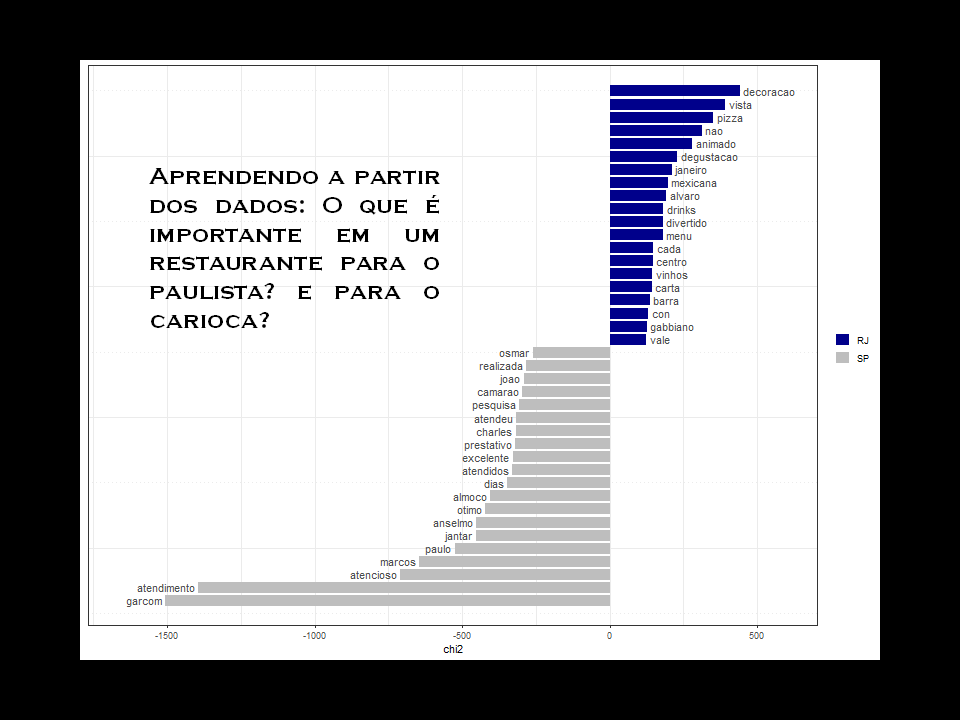 decoracao
vista
pizza
nao
animado
degustacao
janeiro
mexicana
alvaro
drinks
divertido
menu
cada
centro
vinhos
carta
barra
con
gabbiano
vale
Aprendendo a partir
dos dados: O que é
importante em um
restaurante para o
paulista? e para o
carioca?
RJ
SP
osmar
realizada
joao
camarao
pesquisa
atendeu
charles
prestativo
excelente
atendidos
dias
almoco
otimo
anselmo
jantar
paulo
marcos
atencioso
atendimento
garcom
-1500 -1000 -500 0 500
chi2